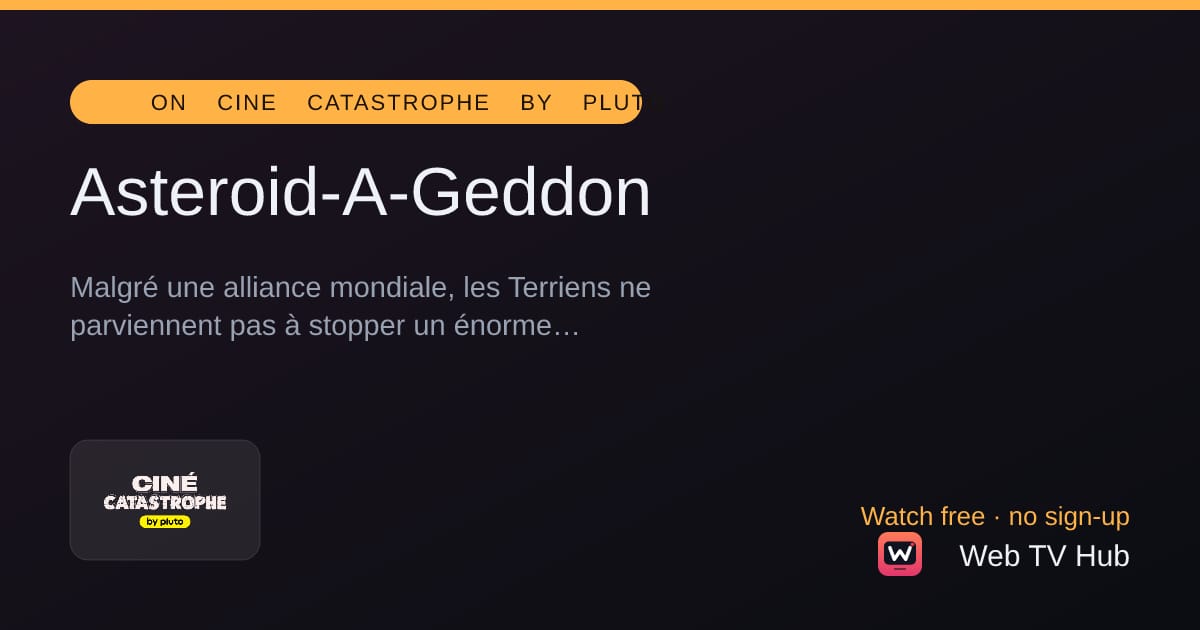 ON CINE CATASTROPHE BY PLUT
Asteroid-A-Geddon
Malgré une alliance mondiale, les Terriens ne
parviennent pas à stopper un énorme…
CINÉ
CATASTROPHE
by pluto
Watch free · no sign-up
W
Web TV Hub